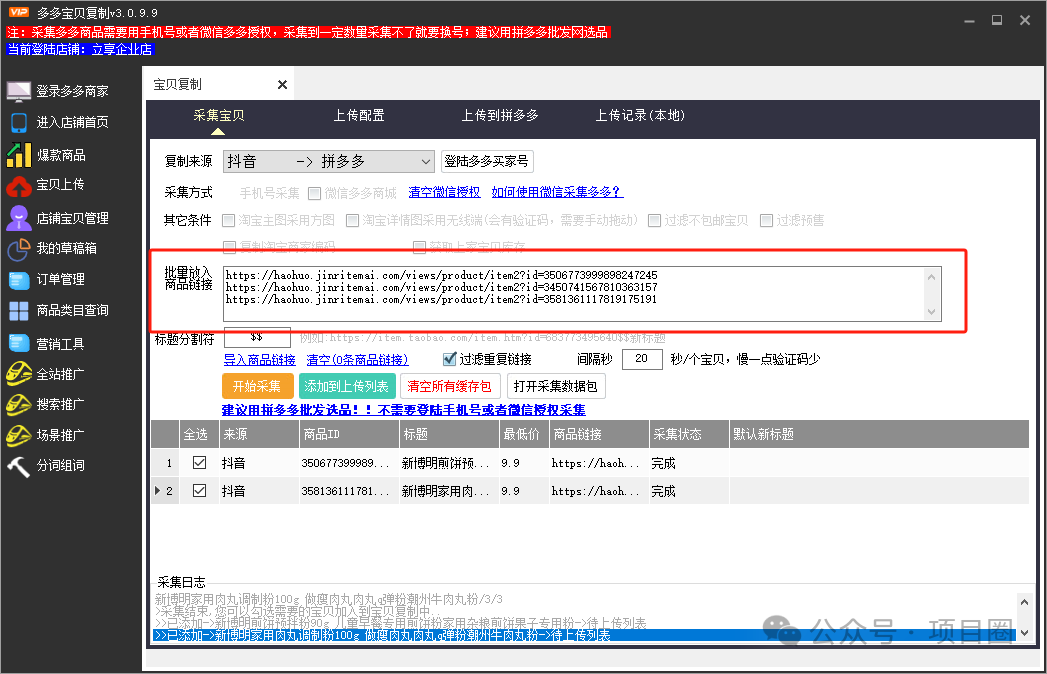 VIP 多多宝贝复制v3.0.9.9
注：采集多多商品需要用手机号或者微信多多授权，采集到一定数量采集不了就要换号；建议用拼多多批发网选品
当前登陆店铺：立享企业店
登录多多商家
进入店铺首页
爆款商品
宝贝上传
店铺宝贝管理
我的草稿箱
订单管理
商品类目查询
营销工具
全站推广
搜索推广
场景推广
分词组词
宝贝复制
采集宝贝 上传配置 上传到拼多多 上传记录(本地)
复制来源 抖音 -> 拼多多 登陆多多买家号
采集方式 手机号采集 微信多多商城 清空微信授权 如何使用微信采集多多？
其它条件 淘宝主图采用方图 淘宝详情图采用无线端(会有验证码，需要手动拖动) 过滤不包邮宝贝 过滤预售
复制淘宝商家编码 获取上家宝贝库存
批量放入
商品链接
https://haohuo.jinritemai.com/views/product/item2?id=3506773999898247245
https://haohuo.jinritemai.com/views/product/item2?id=3450741567810363157
https://haohuo.jinritemai.com/views/product/item2?id=3581361117819175191
标题分割符 $$ 例如:https://item.taobao.com/item.htm?id=683773495640$$新标题
导入商品链接 清空(0条商品链接) 过滤重复链接 间隔秒 20 秒/个宝贝，慢一点验证码少
开始采集 添加到上传列表 清空所有缓存包 打开采集数据包
建议用拼多多批发选品！！不需要登陆手机号或者微信授权采集
全选 来源 商品ID 标题 最低价 商品链接 采集状态 默认新标题
1 抖音 350677399989... 新博明煎饼预... 9.9 https://haoh... 完成
2 抖音 358136111781... 新博明家用肉... 9.9 https://haoh... 完成
采集日志
新博明家用肉丸调制粉100g 做瘦肉丸肉丸q弹粉潮州牛肉丸粉/3/3
>采集结束,您可以勾选需要的宝贝加入到宝贝复制中..
>>已添加->新博明煎饼预拌粉90g 儿童早餐专用煎饼粉家用杂粮煎饼果子专用粉->待上传列表
>>已添加->新博明家用肉丸调制粉100g 做瘦肉丸肉丸q弹粉潮州牛肉丸粉->待上传列表
公众号 · 项目圈